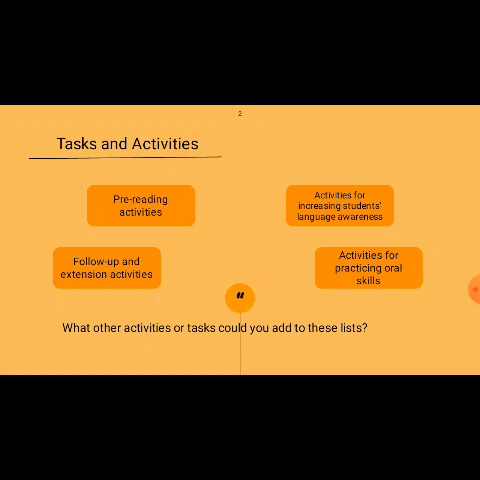 2
Tasks and Activities
Pre-reading
activities
Activities for
increasing students'
language awareness
Follow-up and
extension activities
Activities for
practicing oral
skills
“
What other activities or tasks could you add to these lists?